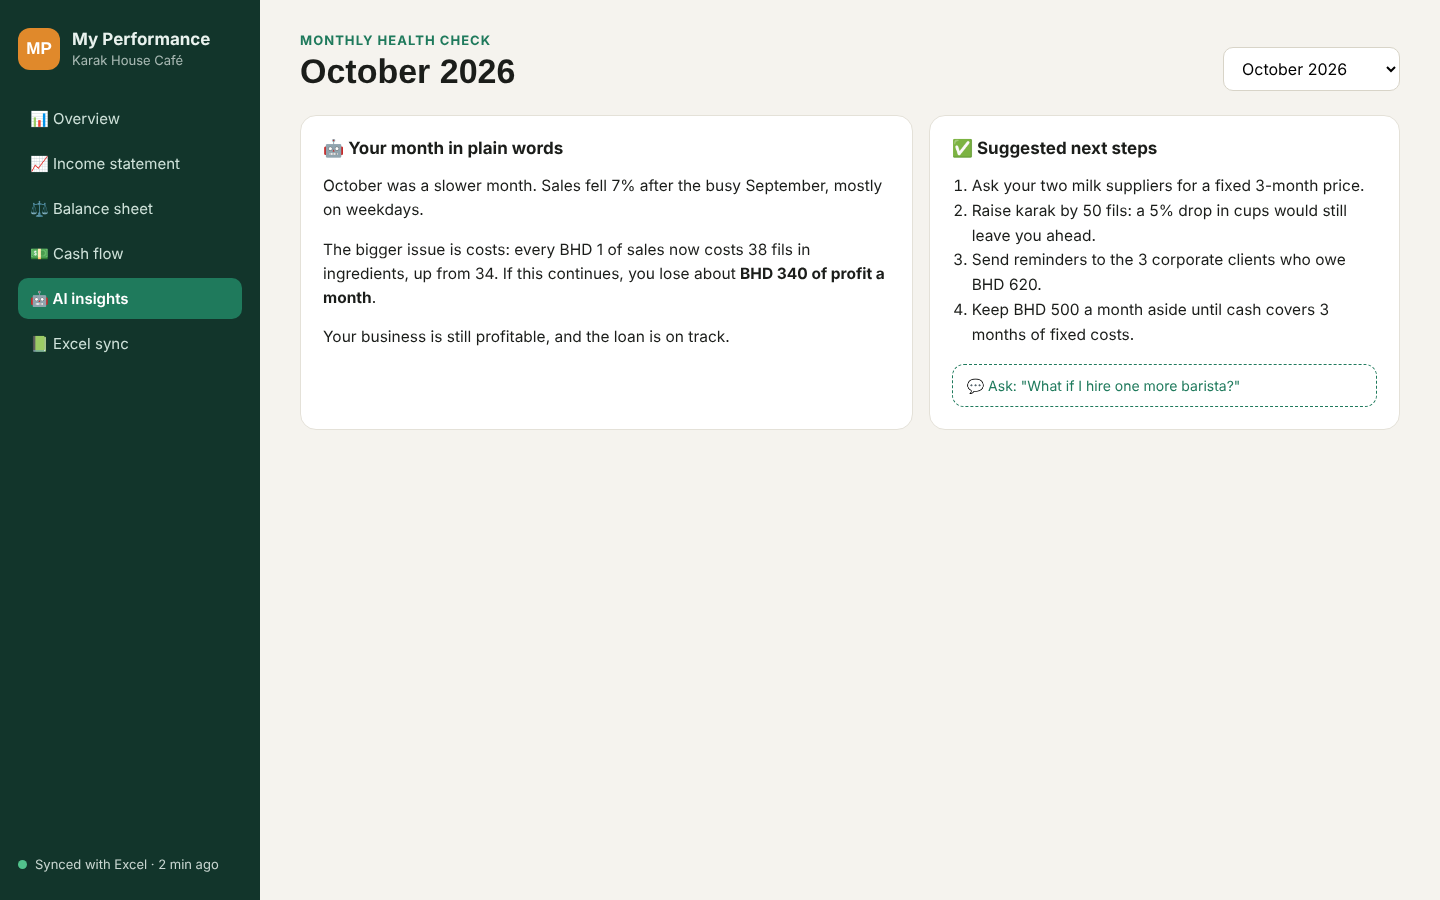 MP
My Performance
Karak House Café
📊 Overview
📈 Income statement
⚖️ Balance sheet
💵 Cash flow
🤖 AI insights
📗 Excel sync
Synced with Excel · 2 min ago
MONTHLY HEALTH CHECK
October 2026
October 2026
🤖 Your month in plain words
October was a slower month. Sales fell 7% after the busy September, mostly
on weekdays.
The bigger issue is costs: every BHD 1 of sales now costs 38 fils in
ingredients, up from 34. If this continues, you lose about BHD 340 of profit a
month.
Your business is still profitable, and the loan is on track.
✅ Suggested next steps
1. Ask your two milk suppliers for a fixed 3-month price.
2. Raise karak by 50 fils: a 5% drop in cups would still
leave you ahead.
3. Send reminders to the 3 corporate clients who owe
BHD 620.
4. Keep BHD 500 a month aside until cash covers 3
months of fixed costs.
💬 Ask: "What if I hire one more barista?"